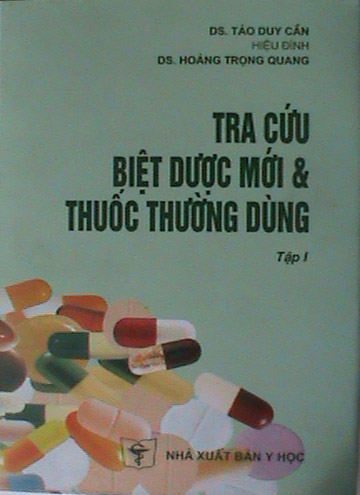 DS. TÀO DUY CẦN
HIỆU ĐÍNH
DS. HOÀNG TRỌNG QUANG
TRA CỨU
BIỆT DƯỢC MỚI &
THUỐC THƯỜNG DÙNG
Tập I
NHÀ XUẤT BẢN Y HỌC